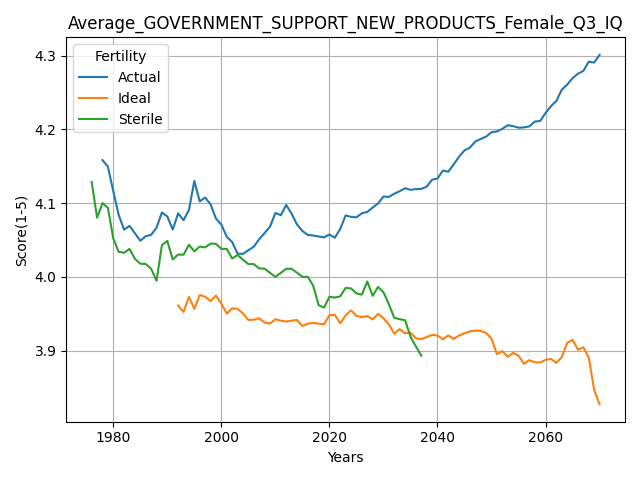 Average_GOVERNMENT_SUPPORT_NEW_PRODUCTS_Female_Q3_IQ
Fertility
Actual
Ideal
Sterile
Score(1-5)
4.3
4.2
4.1
4.0
3.9
1980 2000 2020 2040 2060
Years